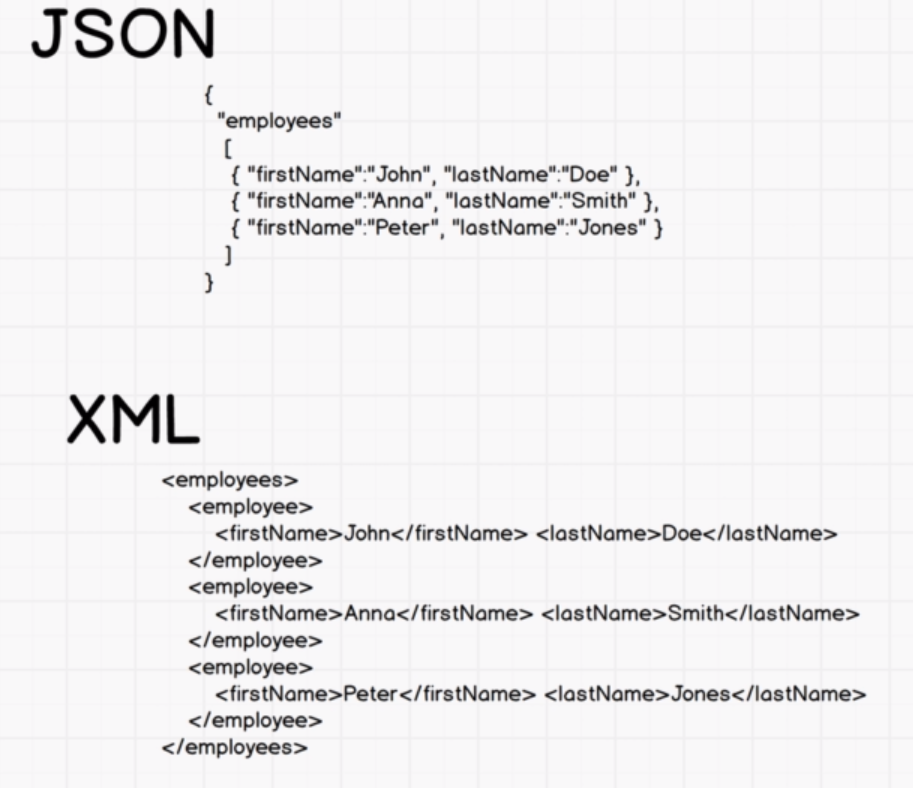 JSON
{
"employees"
[
{ "firstName":"John", "lastName":"Doe" },
{ "firstName":"Anna", "lastName":"Smith" },
{ "firstName":"Peter", "lastName":"Jones" }
]
}
XML
<employees>
<employee>
<firstName>John</firstName> <lastName>Doe</lastName>
</employee>
<employee>
<firstName>Anna</firstName> <lastName>Smith</lastName>
</employee>
<employee>
<firstName>Peter</firstName> <lastName>Jones</lastName>
</employee>
</employees>